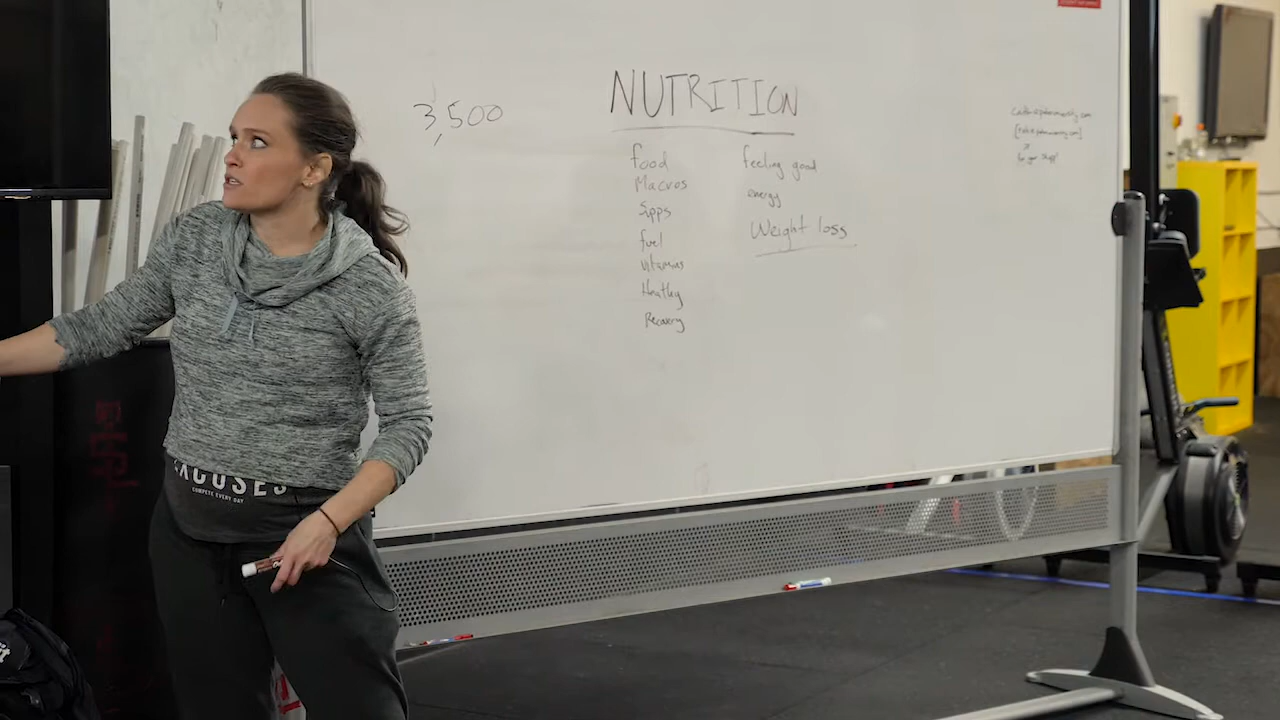 NUTRITION
3,500
food
Macros
Supps
fuel
vitamins
Healthy
Recovery
feeling good
energy
Weight loss
EXCUSES
COMPETE EVERY DAY